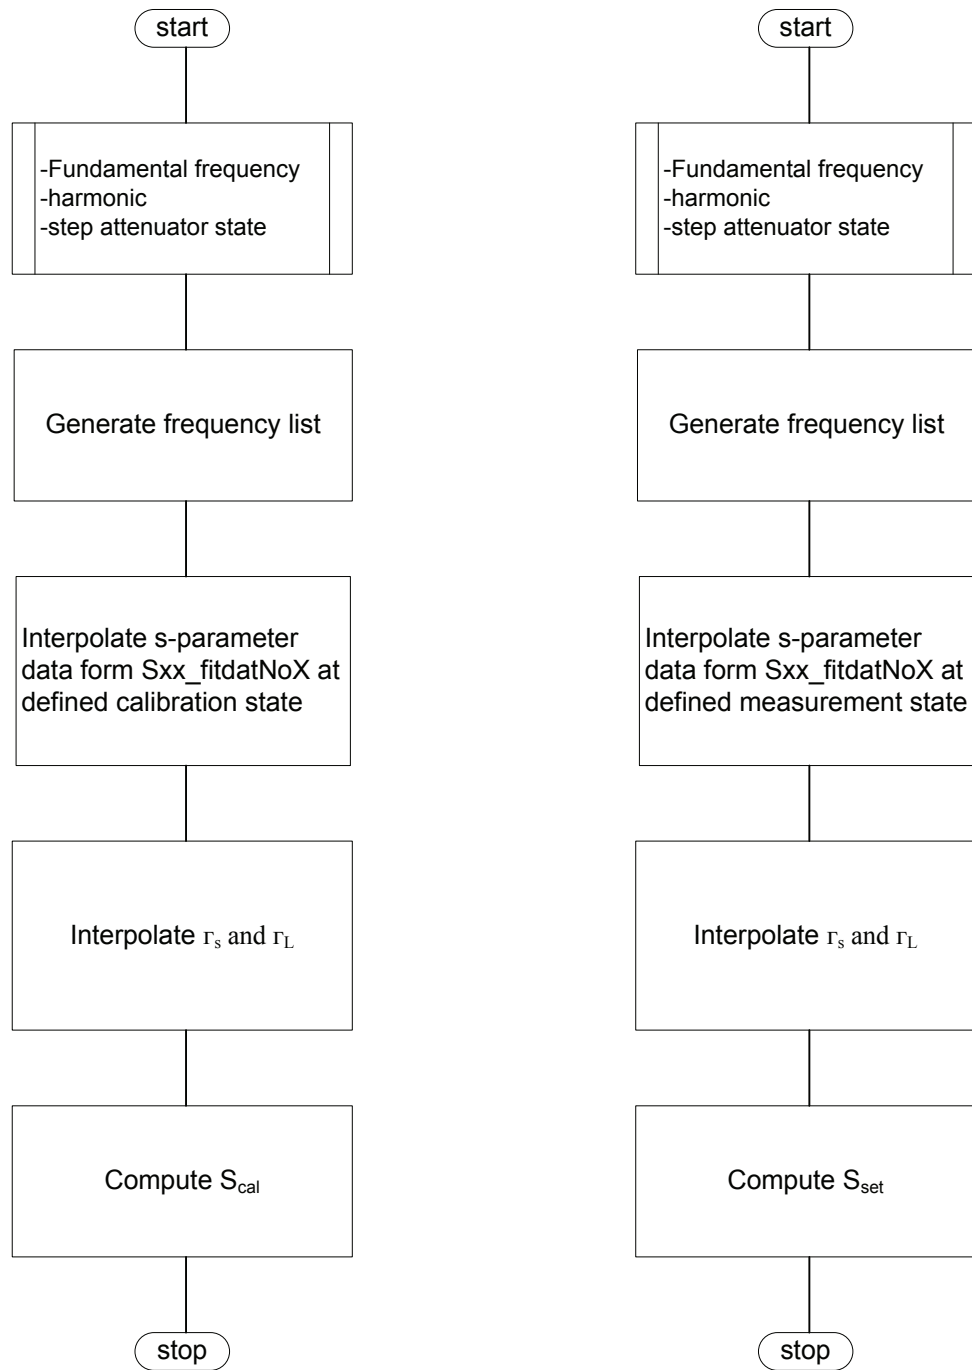 start
-Fundamental frequency
-harmonic
-step attenuator state
Generate frequency list
Interpolate s-parameter
data form Sxx_fitdatNoX at
defined calibration state
Interpolate Γs and ΓL
Compute Scal
stop
start
-Fundamental frequency
-harmonic
-step attenuator state
Generate frequency list
Interpolate s-parameter
data form Sxx_fitdatNoX at
defined measurement state
Interpolate Γs and ΓL
Compute Sset
stop